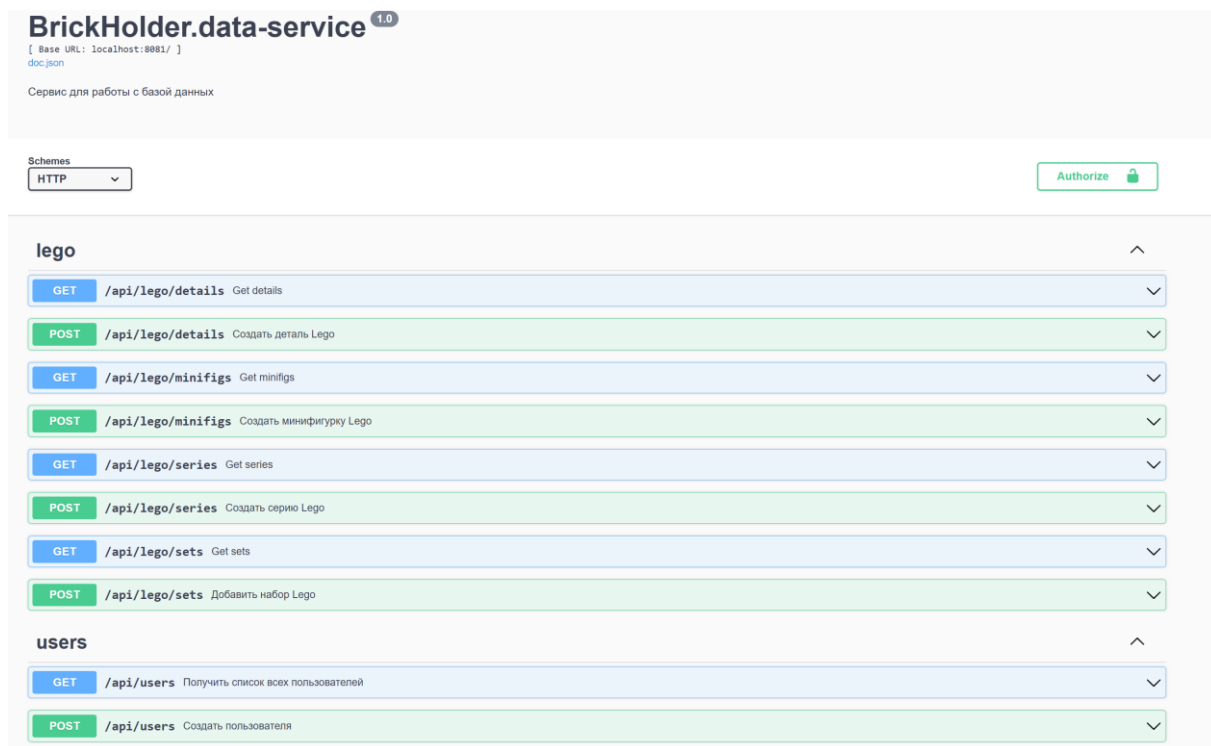 BrickHolder.data-service 1.0
[ Base URL: localhost:8081/ ]
doc.json
Сервис для работы с базой данных
Schemes
HTTP
Authorize
lego
GET /api/lego/details Get details
POST /api/lego/details Создать деталь Lego
GET /api/lego/minifigs Get minifigs
POST /api/lego/minifigs Создать минифигурку Lego
GET /api/lego/series Get series
POST /api/lego/series Создать серию Lego
GET /api/lego/sets Get sets
POST /api/lego/sets Добавить набор Lego
users
GET /api/users Получить список всех пользователей
POST /api/users Создать пользователя